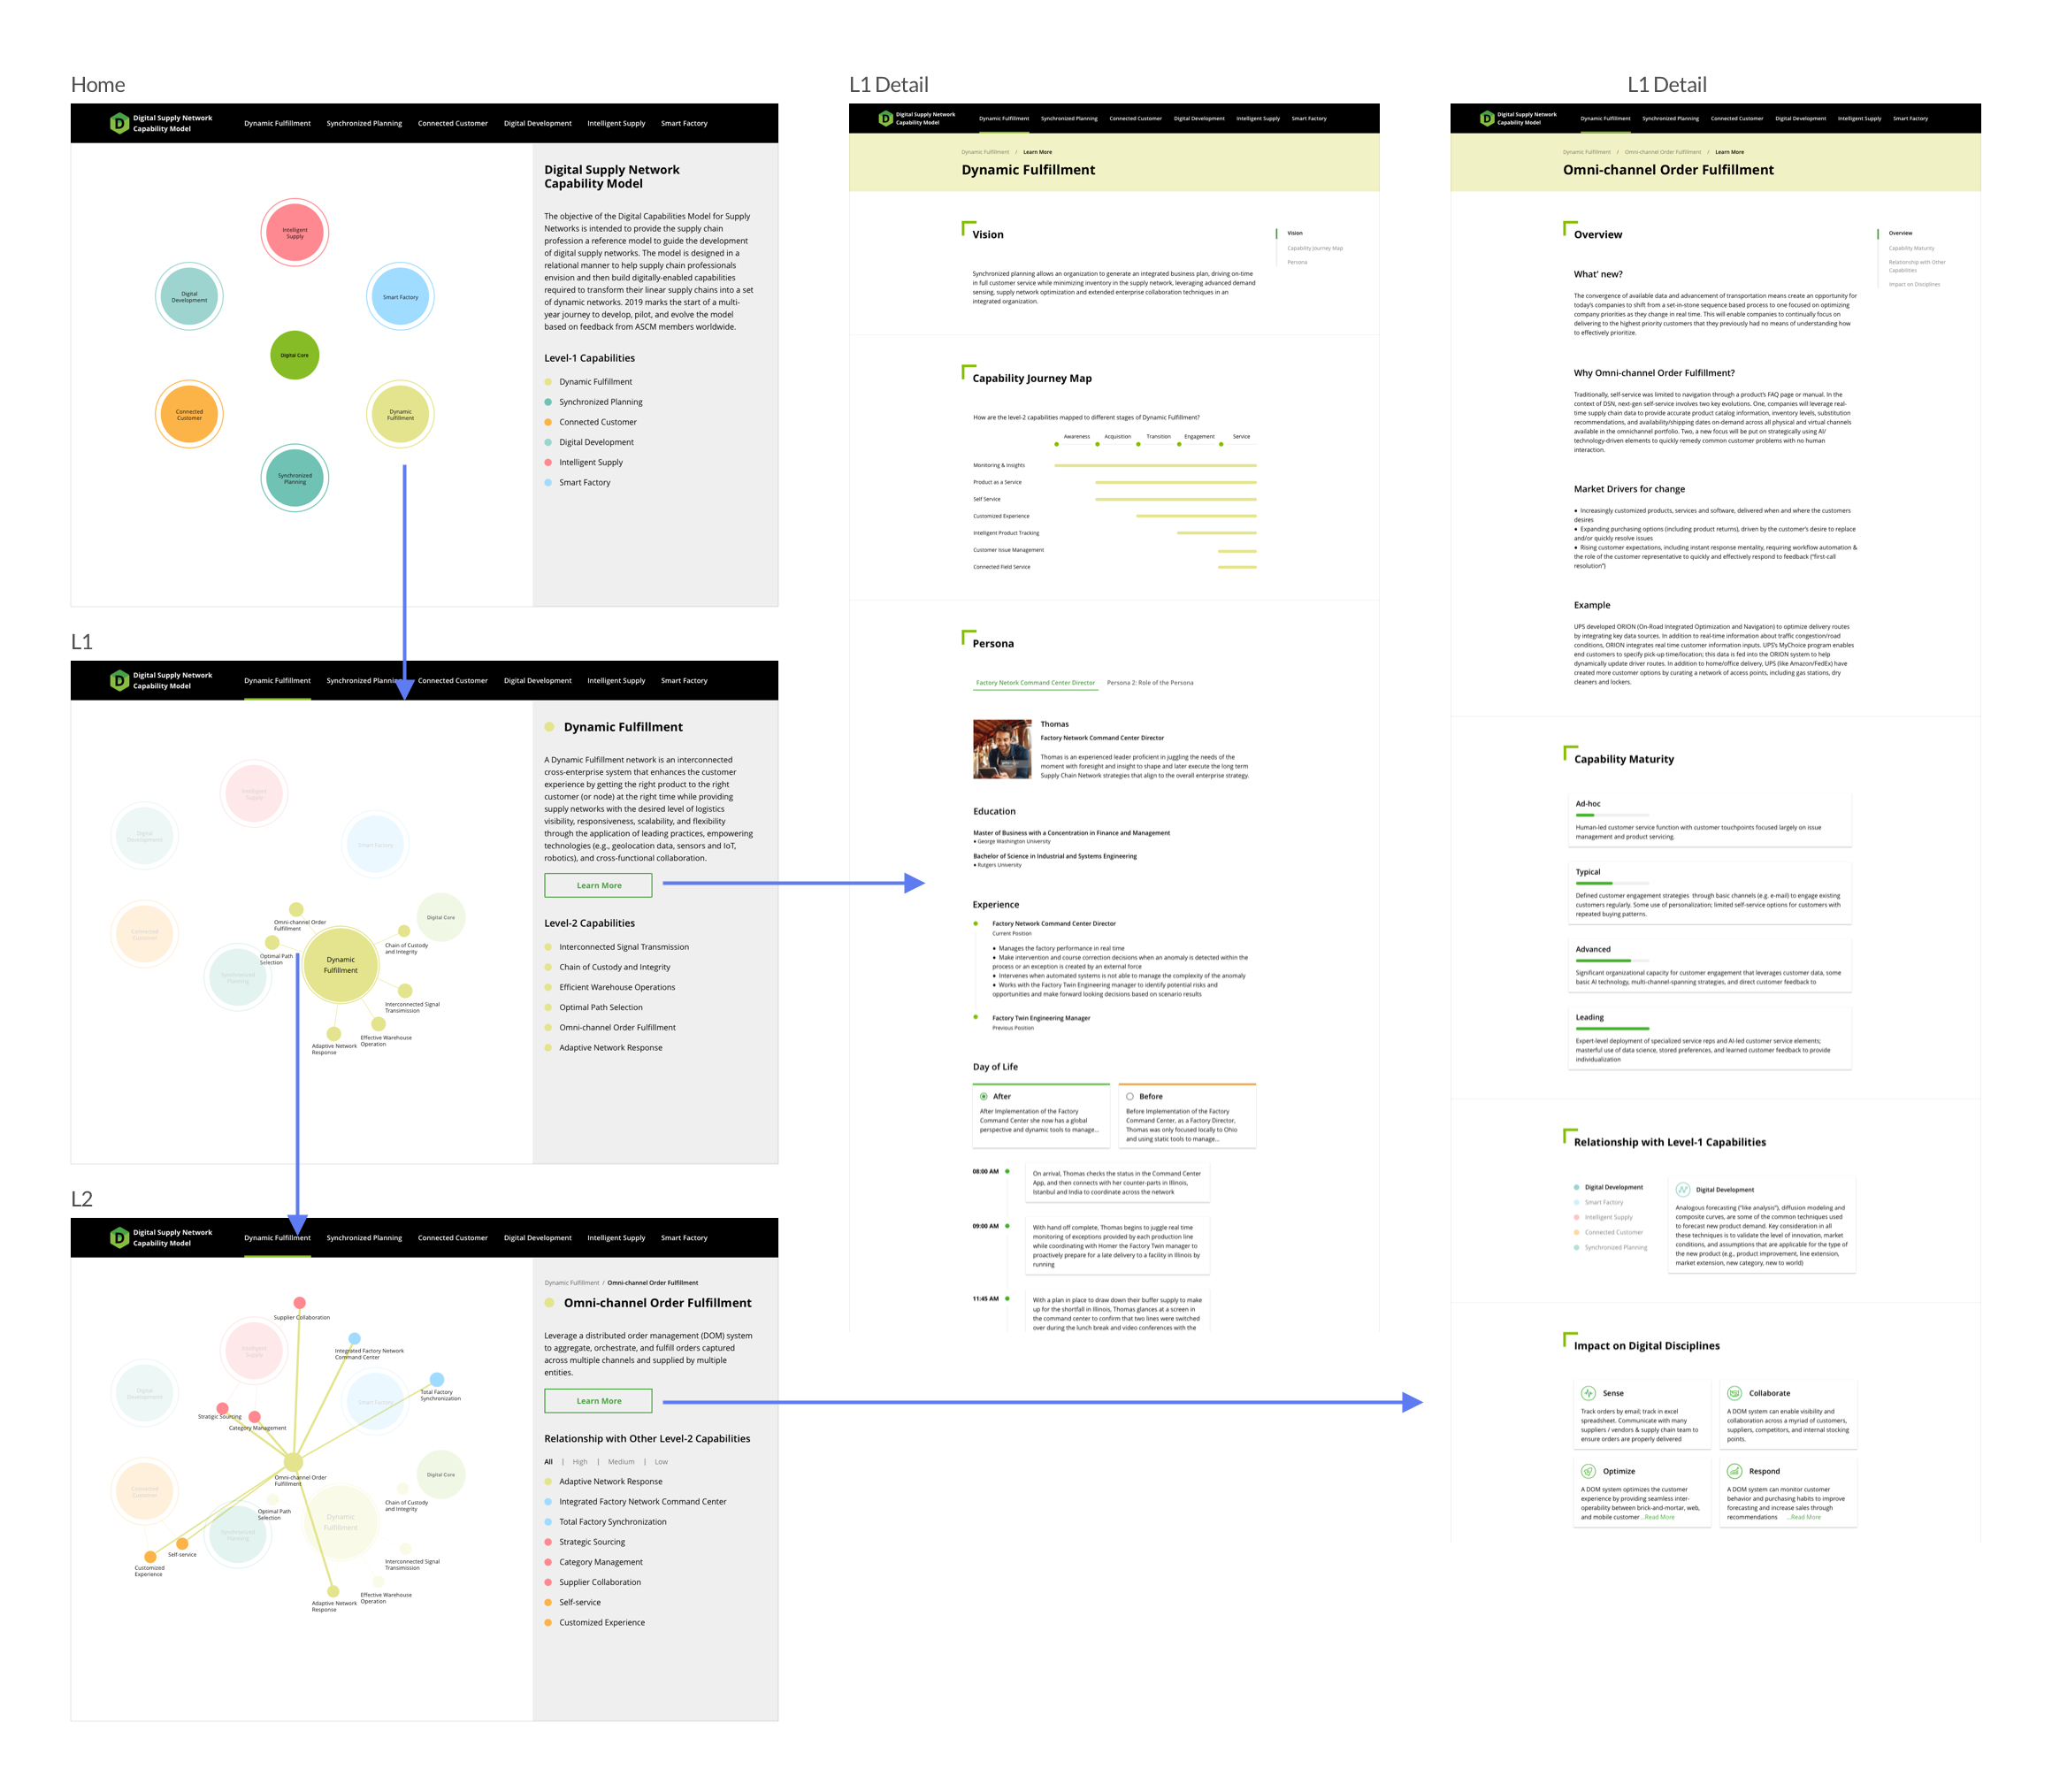 Home
Digital Supply Network
Capability Model
Dynamic Fulfillment
Synchronized Planning
Connected Customer
Digital Development
Intelligent Supply
Smart Factory
Intelligent
Supply
Digital
Development
Smart Factory
Digital Core
Connected
Customer
Dynamic
Fulfillment
Synchronized
Planning
Digital Supply Network
Capability Model
The objective of the Digital Capabilities Model for Supply
Networks is intended to provide the supply chain
profession a reference model to guide the development
of digital supply networks. The model is designed in a
relational manner to help supply chain professionals
envision and then build digitally-enabled capabilities
required to transform their linear supply chains into a set
of dynamic networks. 2019 marks the start of a multi-
year journey to develop, pilot, and evolve the model
based on feedback from ASCM members worldwide.
Level-1 Capabilities
Dynamic Fulfillment
Synchronized Planning
Connected Customer
Digital Development
Intelligent Supply
Smart Factory
L1
Digital Supply Network
Capability Model
Dynamic Fulfillment
Synchronized Planning
Connected Customer
Digital Development
Intelligent Supply
Smart Factory
Intelligent
Supply
Digital
Development
Smart Factory
Connected
Customer
Synchronized
Planning
Digital Core
Omni-channel Order
Fulfillment
Optimal Path
Selection
Chain of Custody
and Integrity
Dynamic
Fulfillment
Interconnected Signal
Transimission
Effective Warehouse
Operation
Adaptive Network
Response
Dynamic Fulfillment
A Dynamic Fulfillment network is an interconnected
cross-enterprise system that enhances the customer
experience by getting the right product to the right
customer (or node) at the right time while providing
supply networks with the desired level of logistics
visibility, responsiveness, scalability, and flexibility
through the application of leading practices, empowering
technologies (e.g., geolocation data, sensors and IoT,
robotics), and cross-functional collaboration.
Learn More
Level-2 Capabilities
Interconnected Signal Transmission
Chain of Custody and Integrity
Efficient Warehouse Operations
Optimal Path Selection
Omni-channel Order Fulfillment
Adaptive Network Response
L2
Digital Supply Network
Capability Model
Dynamic Fulfillment
Synchronized Planning
Connected Customer
Digital Development
Intelligent Supply
Smart Factory
Supplier Collaboration
Integrated Factory Network
Command Center
Intelligent
Supply
Digital
Development
Total Factory
Synchronization
Smart Factory
Stratigic Sourcing
Category Management
Omni-channel Order
Fulfillment
Digital Core
Connected
Customer
Optimal Path
Selection
Chain of Custody
and Integrity
Dynamic
Fulfillment
Synchronized
Planning
Self-service
Customized
Experience
Interconnected Signal
Transimission
Effective Warehouse
Operation
Adaptive Network
Response
Dynamic Fulfillment / Omni-channel Order Fulfillment
Omni-channel Order Fulfillment
Leverage a distributed order management (DOM) system
to aggregate, orchestrate, and fulfill orders captured
across multiple channels and supplied by multiple
entities.
Learn More
Relationship with Other Level-2 Capabilities
All | High | Medium | Low
Adaptive Network Response
Integrated Factory Network Command Center
Total Factory Synchronization
Strategic Sourcing
Category Management
Supplier Collaboration
Self-service
Customized Experience
L1 Detail
Digital Supply Network
Capability Model
Dynamic Fulfillment
Synchronized Planning
Connected Customer
Digital Development
Intelligent Supply
Smart Factory
Dynamic Fulfillment / Learn More
Dynamic Fulfillment
Vision
Synchronized planning allows an organization to generate an integrated business plan, driving on-time
in full customer service while minimizing inventory in the supply network, leveraging advanced demand
sensing, supply network optimization and extended enterprise collaboration techniques in an
integrated organization.
Vision
Capability Journey Map
Persona
Capability Journey Map
How are the level-2 capabilities mapped to different stages of Dynamic Fulfillment?
Awareness
Acquistion
Transition
Engagement
Service
Monitoring & Insights
Product as a Service
Self Service
Customized Experience
Intelligent Product Tracking
Customer Issue Management
Connected Field Service
Persona
Factory Netork Command Center Director
Persona 2: Role of the Persona
Thomas
Factory Network Command Center Director
Thomas is an experienced leader proficient in juggling the needs of the
moment with foresight and insight to shape and later execute the long term
Supply Chain Network strategies that align to the overall enterprise strategy.
Education
Master of Business with a Concentration in Finance and Management
• George Washington University
Bachelor of Science in Industrial and Systems Engineering
• Rutgers University
Experience
Factory Network Command Center Director
Current Position
• Manages the factory performance in real time
• Make intervention and course correction decisions when an anomaly is detected within the
process or an exception is created by an external force
• Intervenes when automated systems is not able to manage the complexity of the anomaly
• Works with the Factory Twin Engineering manager to identify potential risks and
opportunities and make forward looking decisions based on scenario results
Factory Twin Engineering Manager
Previous Position
Day of Life
After
After Implementation of the Factory
Command Center she now has a global
perspective and dynamic tools to manage...
Before
Before Implementation of the Factory
Command Center, as a Factory Director,
Thomas was only focused locally to Ohio
and using static tools to manage...
08:00 AM
On arrival, Thomas checks the status in the Command Center
App, and then connects with her counter-parts in Illinois,
Istanbul and India to coordinate across the network
09:00 AM
With hand off complete, Thomas begins to juggle real time
monitoring of exceptions provided by each production line
while coordinating with Homer the Factory Twin manager to
proactively prepare for a late delivery to a facility in Illinois by
running
11:45 AM
With a plan in place to draw down their buffer supply to make
up for the shortfall in Illinois, Thomas glances at a screen in
the command center to confirm that two lines were switched
over during the lunch break and video conferences with the
L1 Detail
Digital Supply Network
Capability Model
Dynamic Fulfillment
Synchronized Planning
Connected Customer
Digital Development
Intelligent Supply
Smart Factory
Dynamic Fulfillment / Omni-channel Order Fulfillment / Learn More
Omni-channel Order Fulfillment
Overview
Overview
Capability Maturity
Relationship with Other
Capabilities
Impact on Disciplines
What' new?
The convergence of available data and advancement of transportation means create an opportunity for
today's companies to shift from a set-in-stone sequence based process to one focused on optimizing
company priorities as they change in real time. This will enable companies to continually focus on
delivering to the highest priority customers that they previously had no means of understanding how
to effectively prioritize.
Why Omni-channel Order Fulfillment?
Traditionally, self-service was limited to navigation through a product's FAQ page or manual. In the
context of DSN, next-gen self-service involves two key evolutions. One, companies will leverage real-
time supply chain data to provide accurate product catalog information, inventory levels, substitution
recommendations, and availability/shipping dates on-demand across all physical and virtual channels
available in the omnichannel portfolio. Two, a new focus will be put on strategically using AI/
technology-driven elements to quickly remedy common customer problems with no human
interaction.
Market Drivers for change
• Increasingly customized products, services and software, delivered when and where the customers
desires
• Expanding purchasing options (including product returns), driven by the customer's desire to replace
and/or quickly resolve issues
• Rising customer expectations, including instant response mentality, requiring workflow automation &
the role of the customer representative to quickly and effectively respond to feedback ("first-call
resolution")
Example
UPS developed ORION (On-Road Integrated Optimization and Navigation) to optimize delivery routes
by integrating key data sources. In addition to real-time information about traffic congestion/road
conditions, ORION integrates real time customer information inputs. UPS's MyChoice program enables
end customers to specify pick-up time/location; this data is fed into the ORION system to help
dynamically update driver routes. In addition to home/office delivery, UPS (like Amazon/FedEx) have
created more customer options by curating a network of access points, including gas stations, dry
cleaners and lockers.
Capability Maturity
Ad-hoc
Human-led customer service function with customer touchpoints focused largely on issue
management and product servicing.
Typical
Defined customer engagement strategies through basic channels (e.g. e-mail) to engage existing
customers regularly. Some use of personalization; limited self-service options for customers with
repeated buying patterns.
Advanced
Significant organizational capacity for customer engagement that leverages customer data, some
basic AI technology, multi-channel-spanning strategies, and direct customer feedback to
Leading
Expert-level deployment of specialized service reps and AI-led customer service elements;
masterful use of data science, stored preferences, and learned customer feedback to provide
individualization
Relationship with Level-1 Capabilities
Digital Development
Smart Factory
Intelligent Supply
Connected Customer
Synchronized Planning
Digital Development
Analogous forecasting ("like analysis"), diffusion modeling and
composite curves, are some of the common techniques used
to forecast new product demand. Key consideration in all
these techniques is to validate the level of innovation, market
conditions, and assumptions that are applicable for the type of
the new product (e.g., product improvement, line extension,
market extension, new category, new to world)
Impact on Digital Disciplines
Sense
Track orders by email; track in excel
spreadsheet. Communicate with many
suppliers / vendors & supply chain team to
ensure orders are properly delivered
Collaborate
A DOM system can enable visibility and
collaboration across a myriad of customers,
suppliers, competitors, and internal stocking
points.
Optimize
A DOM system optimizes the customer
experience by providing seamless inter-
operability between brick-and-mortar, web,
and mobile customer ...Read More
Respond
A DOM system can monitor customer
behavior and purchasing habits to improve
forecasting and increase sales through
recommendations ...Read More